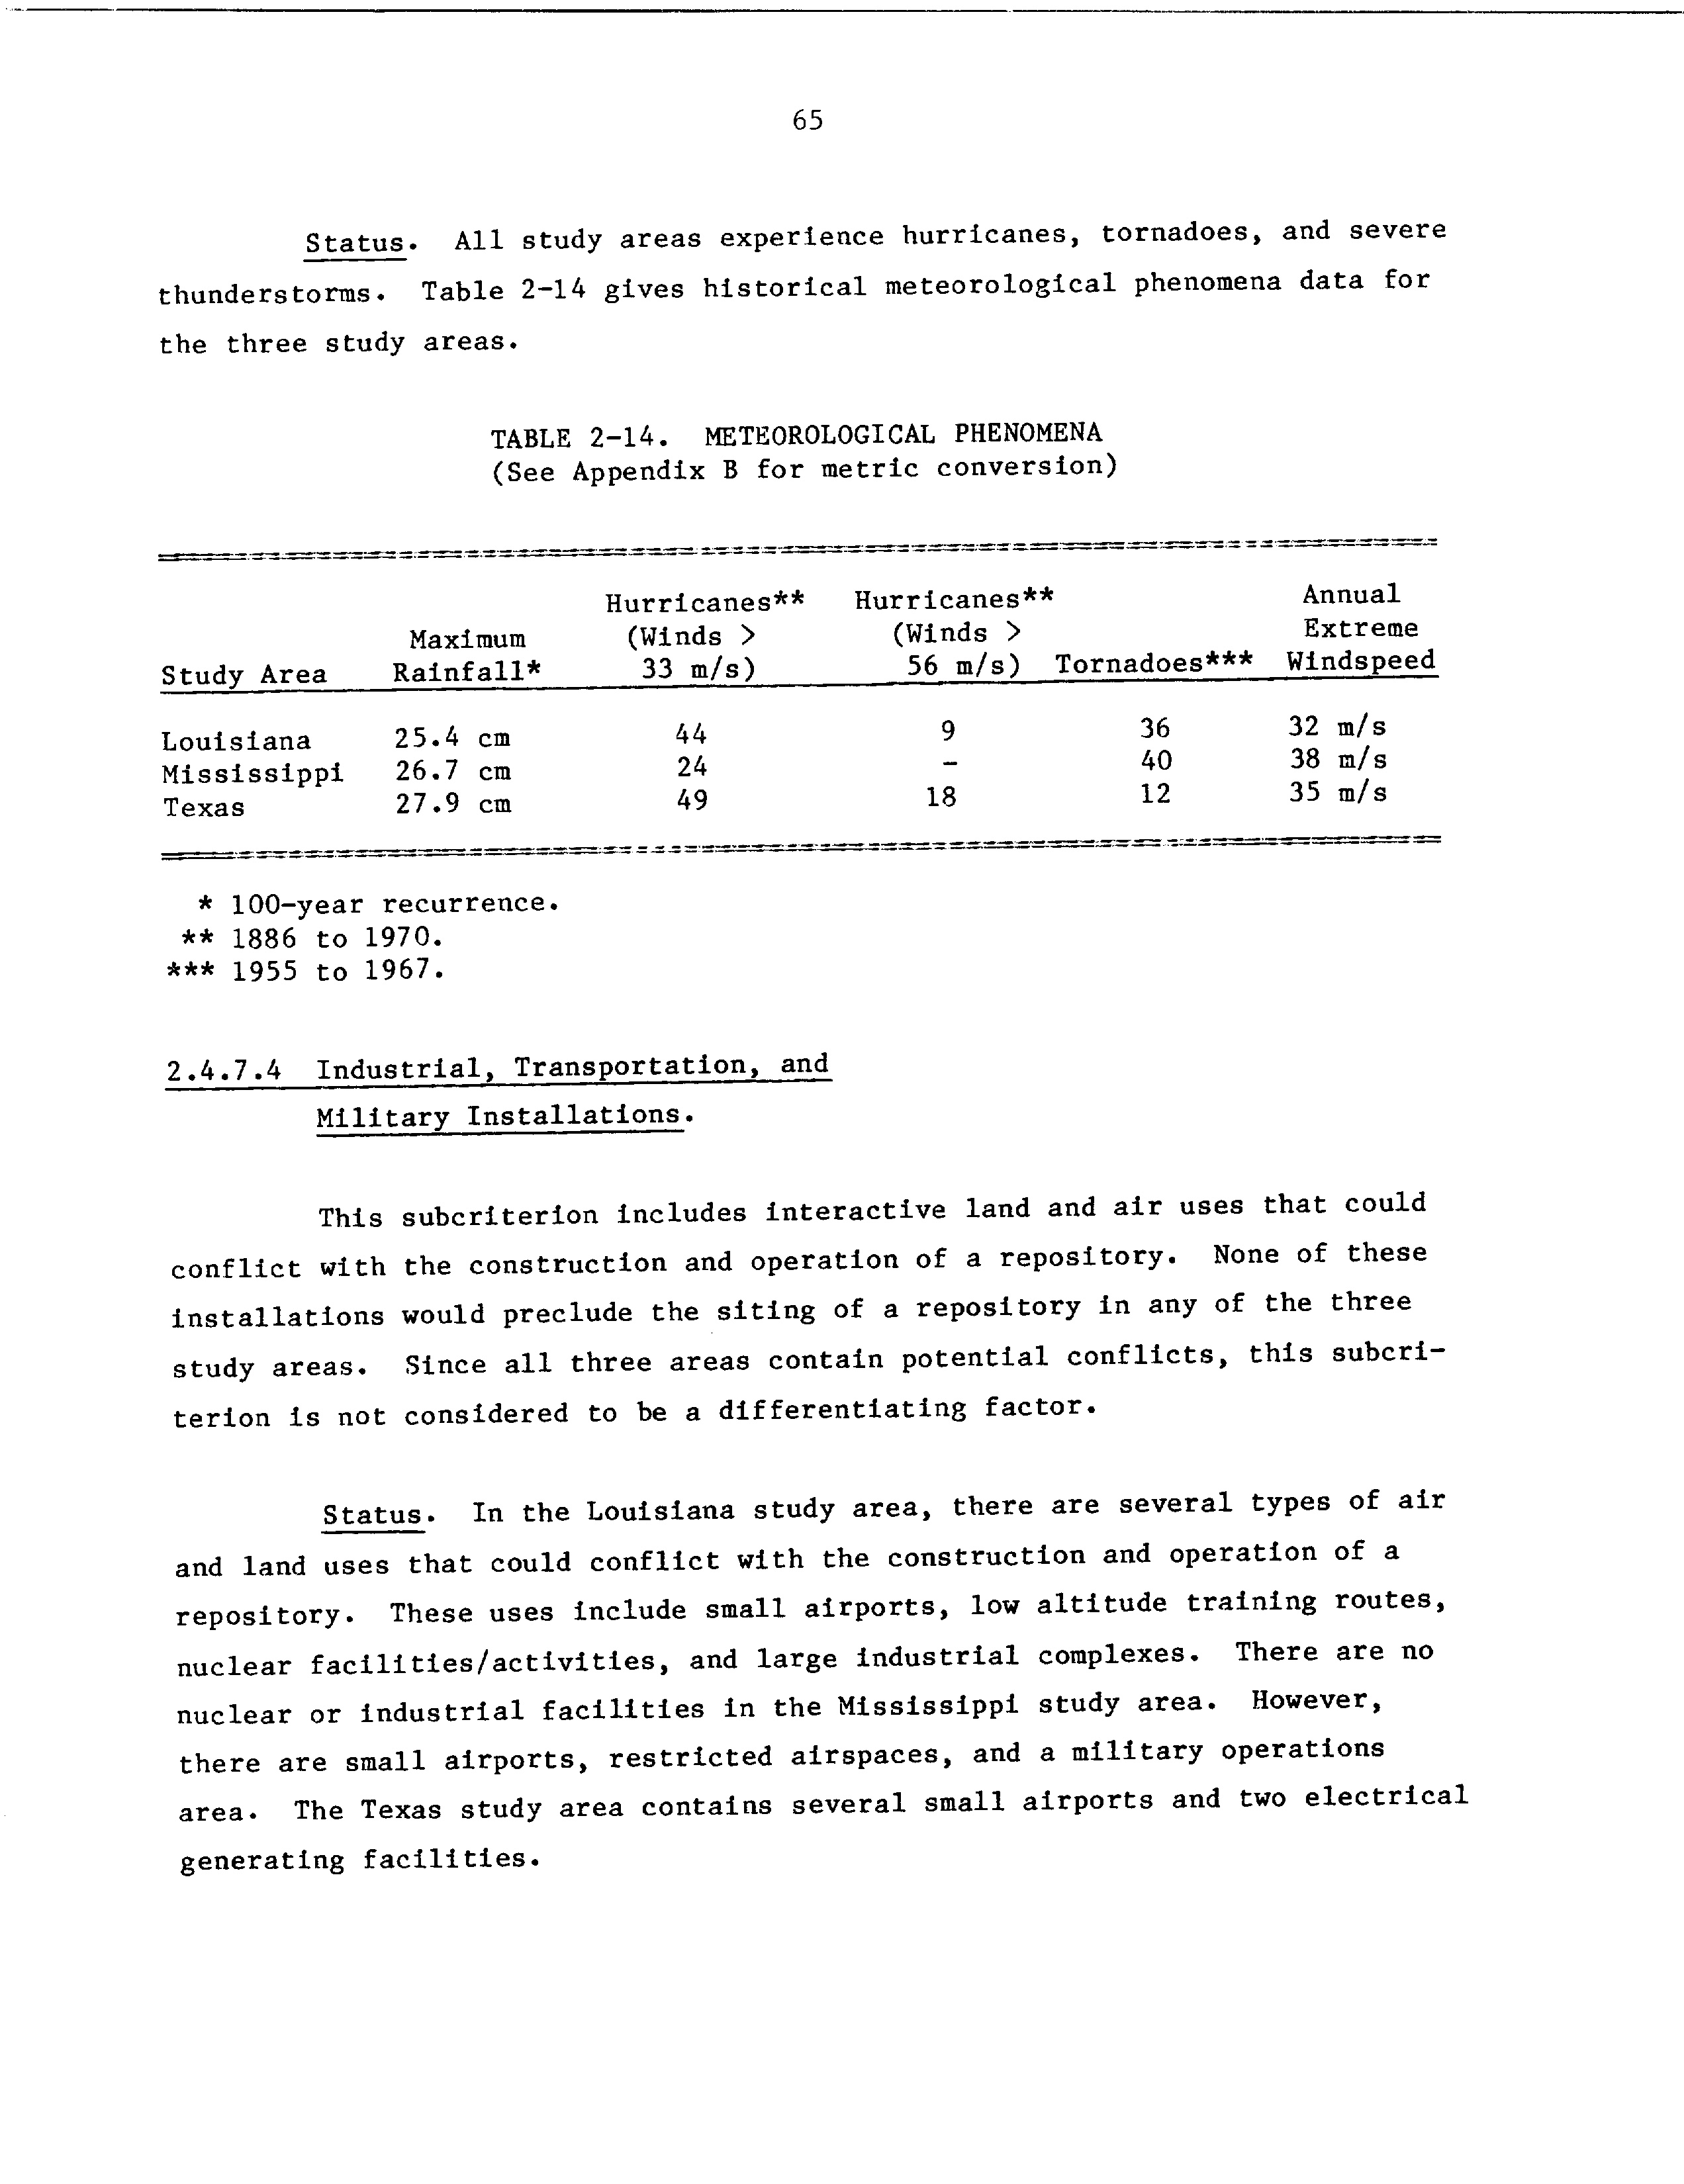 65
Status. All study areas experience hurricanes, tornadoes, and severe
thunderstorms. Table 2-14 gives historical meteorological phenomena data for
the three study areas.
TABLE 2-14. METEOROLOGICAL PHENOMENA
(See Appendix B for metric conversion)
Hurricanes** Hurricanes** Annual
Maximum (Winds > (Winds > Extreme
Study Area Rainfall* 33 m/s) 56 m/s) Tornadoes*** Windspeed
Louisiana 25.4 cm 44 9 36 32 m/s
Mississippi 26.7 cm 24 - 40 38 m/s
Texas 27.9 cm 49 18 12 35 m/s
* 100-year recurrence.
** 1886 to 1970.
*** 1955 to 1967.
2.4.7.4 Industrial, Transportation, and
Military Installations.
This subcriterion includes interactive land and air uses that could
conflict with the construction and operation of a repository. None of these
installations would preclude the siting of a repository in any of the three
study areas. Since all three areas contain potential conflicts, this subcri-
terion is not considered to be a differentiating factor.
Status. In the Louisiana study area, there are several types of air
and land uses that could conflict with the construction and operation of a
repository. These uses include small airports, low altitude training routes,
nuclear facilities/activities, and large industrial complexes. There are no
nuclear or industrial facilities in the Mississippi study area. However,
there are small airports, restricted airspaces, and a military operations
area. The Texas study area contains several small airports and two electrical
generating facilities.